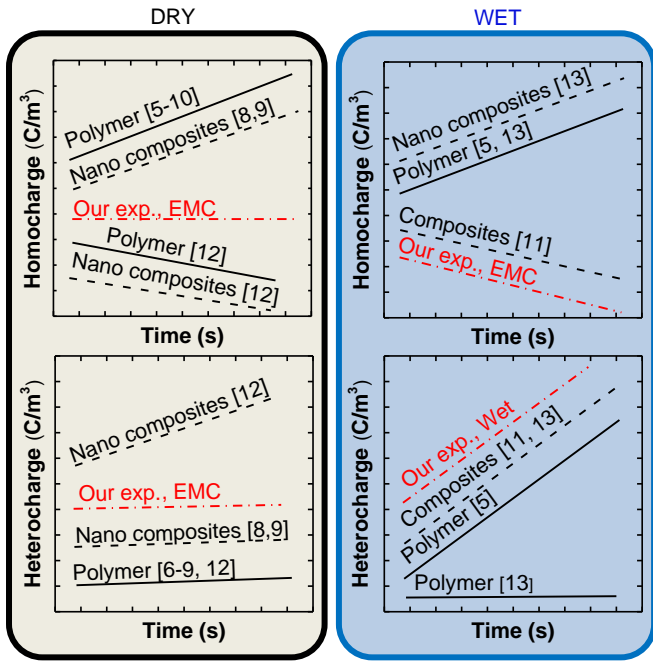 DRY
Homocharge (C/m³)
Polymer [5-10]
Nano composites [8,9]
Our exp., EMC
Polymer [12]
Nano composites [12]
Time (s)
Heterocharge (C/m³)
Nano composites [12]
Our exp., EMC
Nano composites [8,9]
Polymer [6-9, 12]
Time (s)
WET
Homocharge (C/m³)
Nano composites [13]
Polymer [5, 13]
Composites [11]
Our exp., EMC
Time (s)
Heterocharge (C/m³)
Our exp., Wet
Composites [11, 13]
Polymer [5]
Polymer [13]
Time (s)